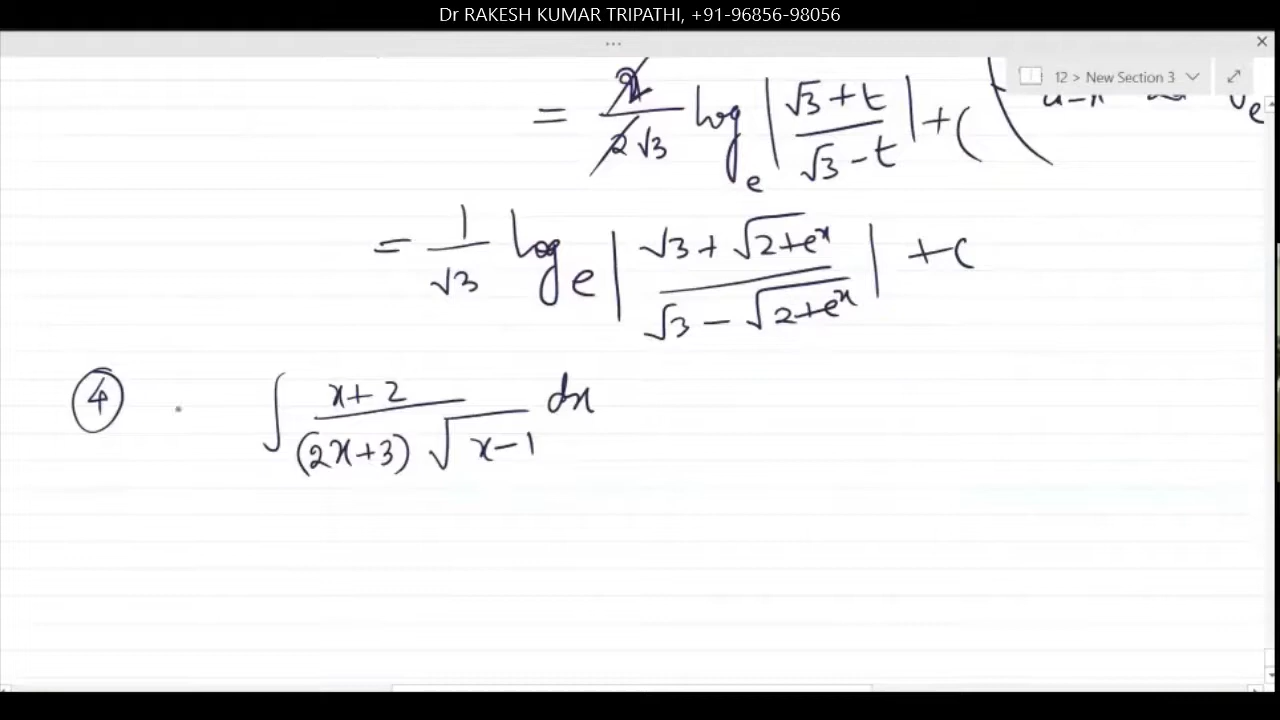 Dr RAKESH KUMAR TRIPATHI, +91-96856-98056
12 > New Section 3
= 2/2√3 log_e |(√3 + t)/(√3 - t)| + C
= 1/√3 log_e |(√3 + √(2+e^x))/(√3 - √(2+e^x))| + C
④ ∫ (x+2)/((2x+3) √(x-1)) dx